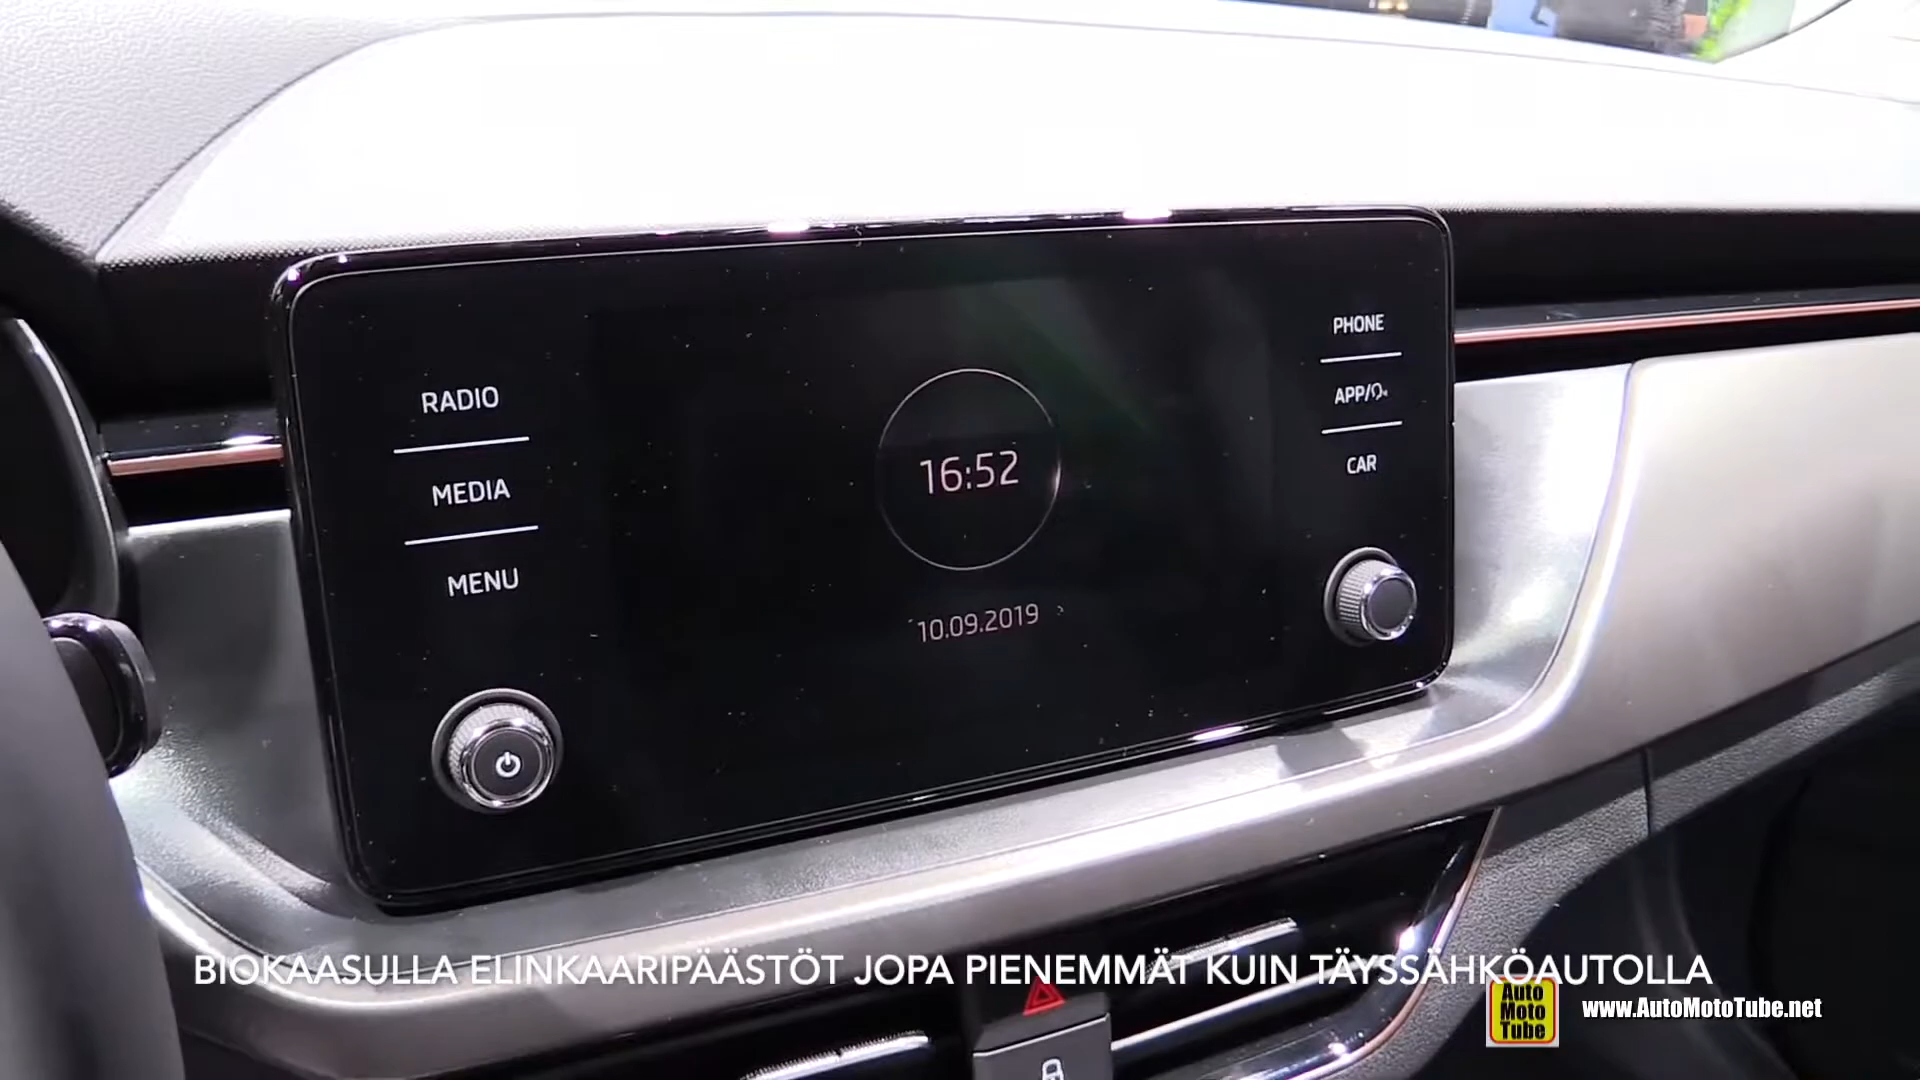 RADIO
MEDIA
MENU
16:52
10.09.2019
PHONE
APP/
CAR
BIOKAASULLA ELINKAARIPÄÄSTÖT JOPA PIENEMMÄT KUIN TÄYSSÄHKÖAUTOLLA
Auto
Moto
Tube
www.AutoMotoTube.net